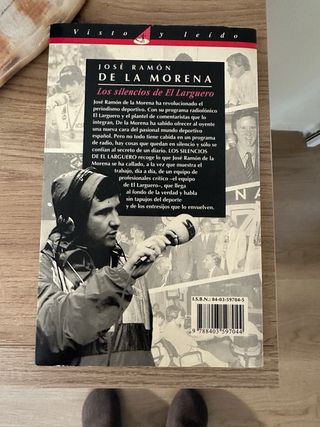 Visto y leído
JOSÉ RAMÓN
DE LA MORENA
Los silencios de El Larguero
José Ramón de la Morena ha revolucionado el
periodismo deportivo. Con su programa radiofónico
El Larguero y el plantel de comentaristas que lo
integran, De la Morena ha sabido ofrecer al oyente
una nueva cara del pasional mundo deportivo
español. Pero no todo tiene cabida en un programa
de radio, hay cosas que quedan en silencio y sólo se
confían al secreto de un diario. LOS SILENCIOS
DE EL LARGUERO recoge lo que José Ramón de la
Morena se ha callado, a la vez que muestra el
trabajo, día a día, de un equipo de
profesionales crítico –el equipo
de El Larguero–, que llega
al fondo de la verdad y habla
sin tapujos del deporte
y de los entresijos que lo envuelven.
I.S.B.N.: 84-03-59704-5
9 788403 597044